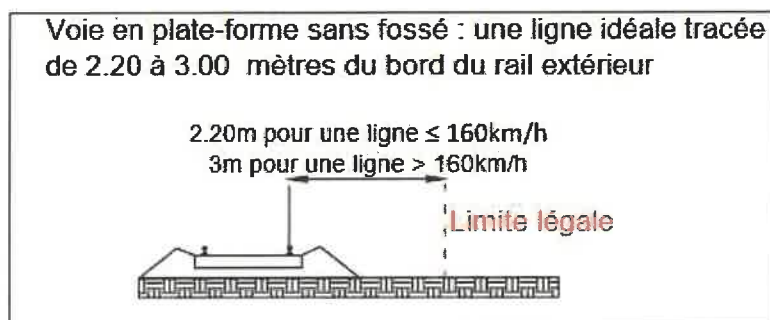 Voie en plate-forme sans fossé : une ligne idéale tracée
de 2.20 à 3.00 mètres du bord du rail extérieur
2.20m pour une ligne ≤ 160km/h
3m pour une ligne > 160km/h
Limite légale